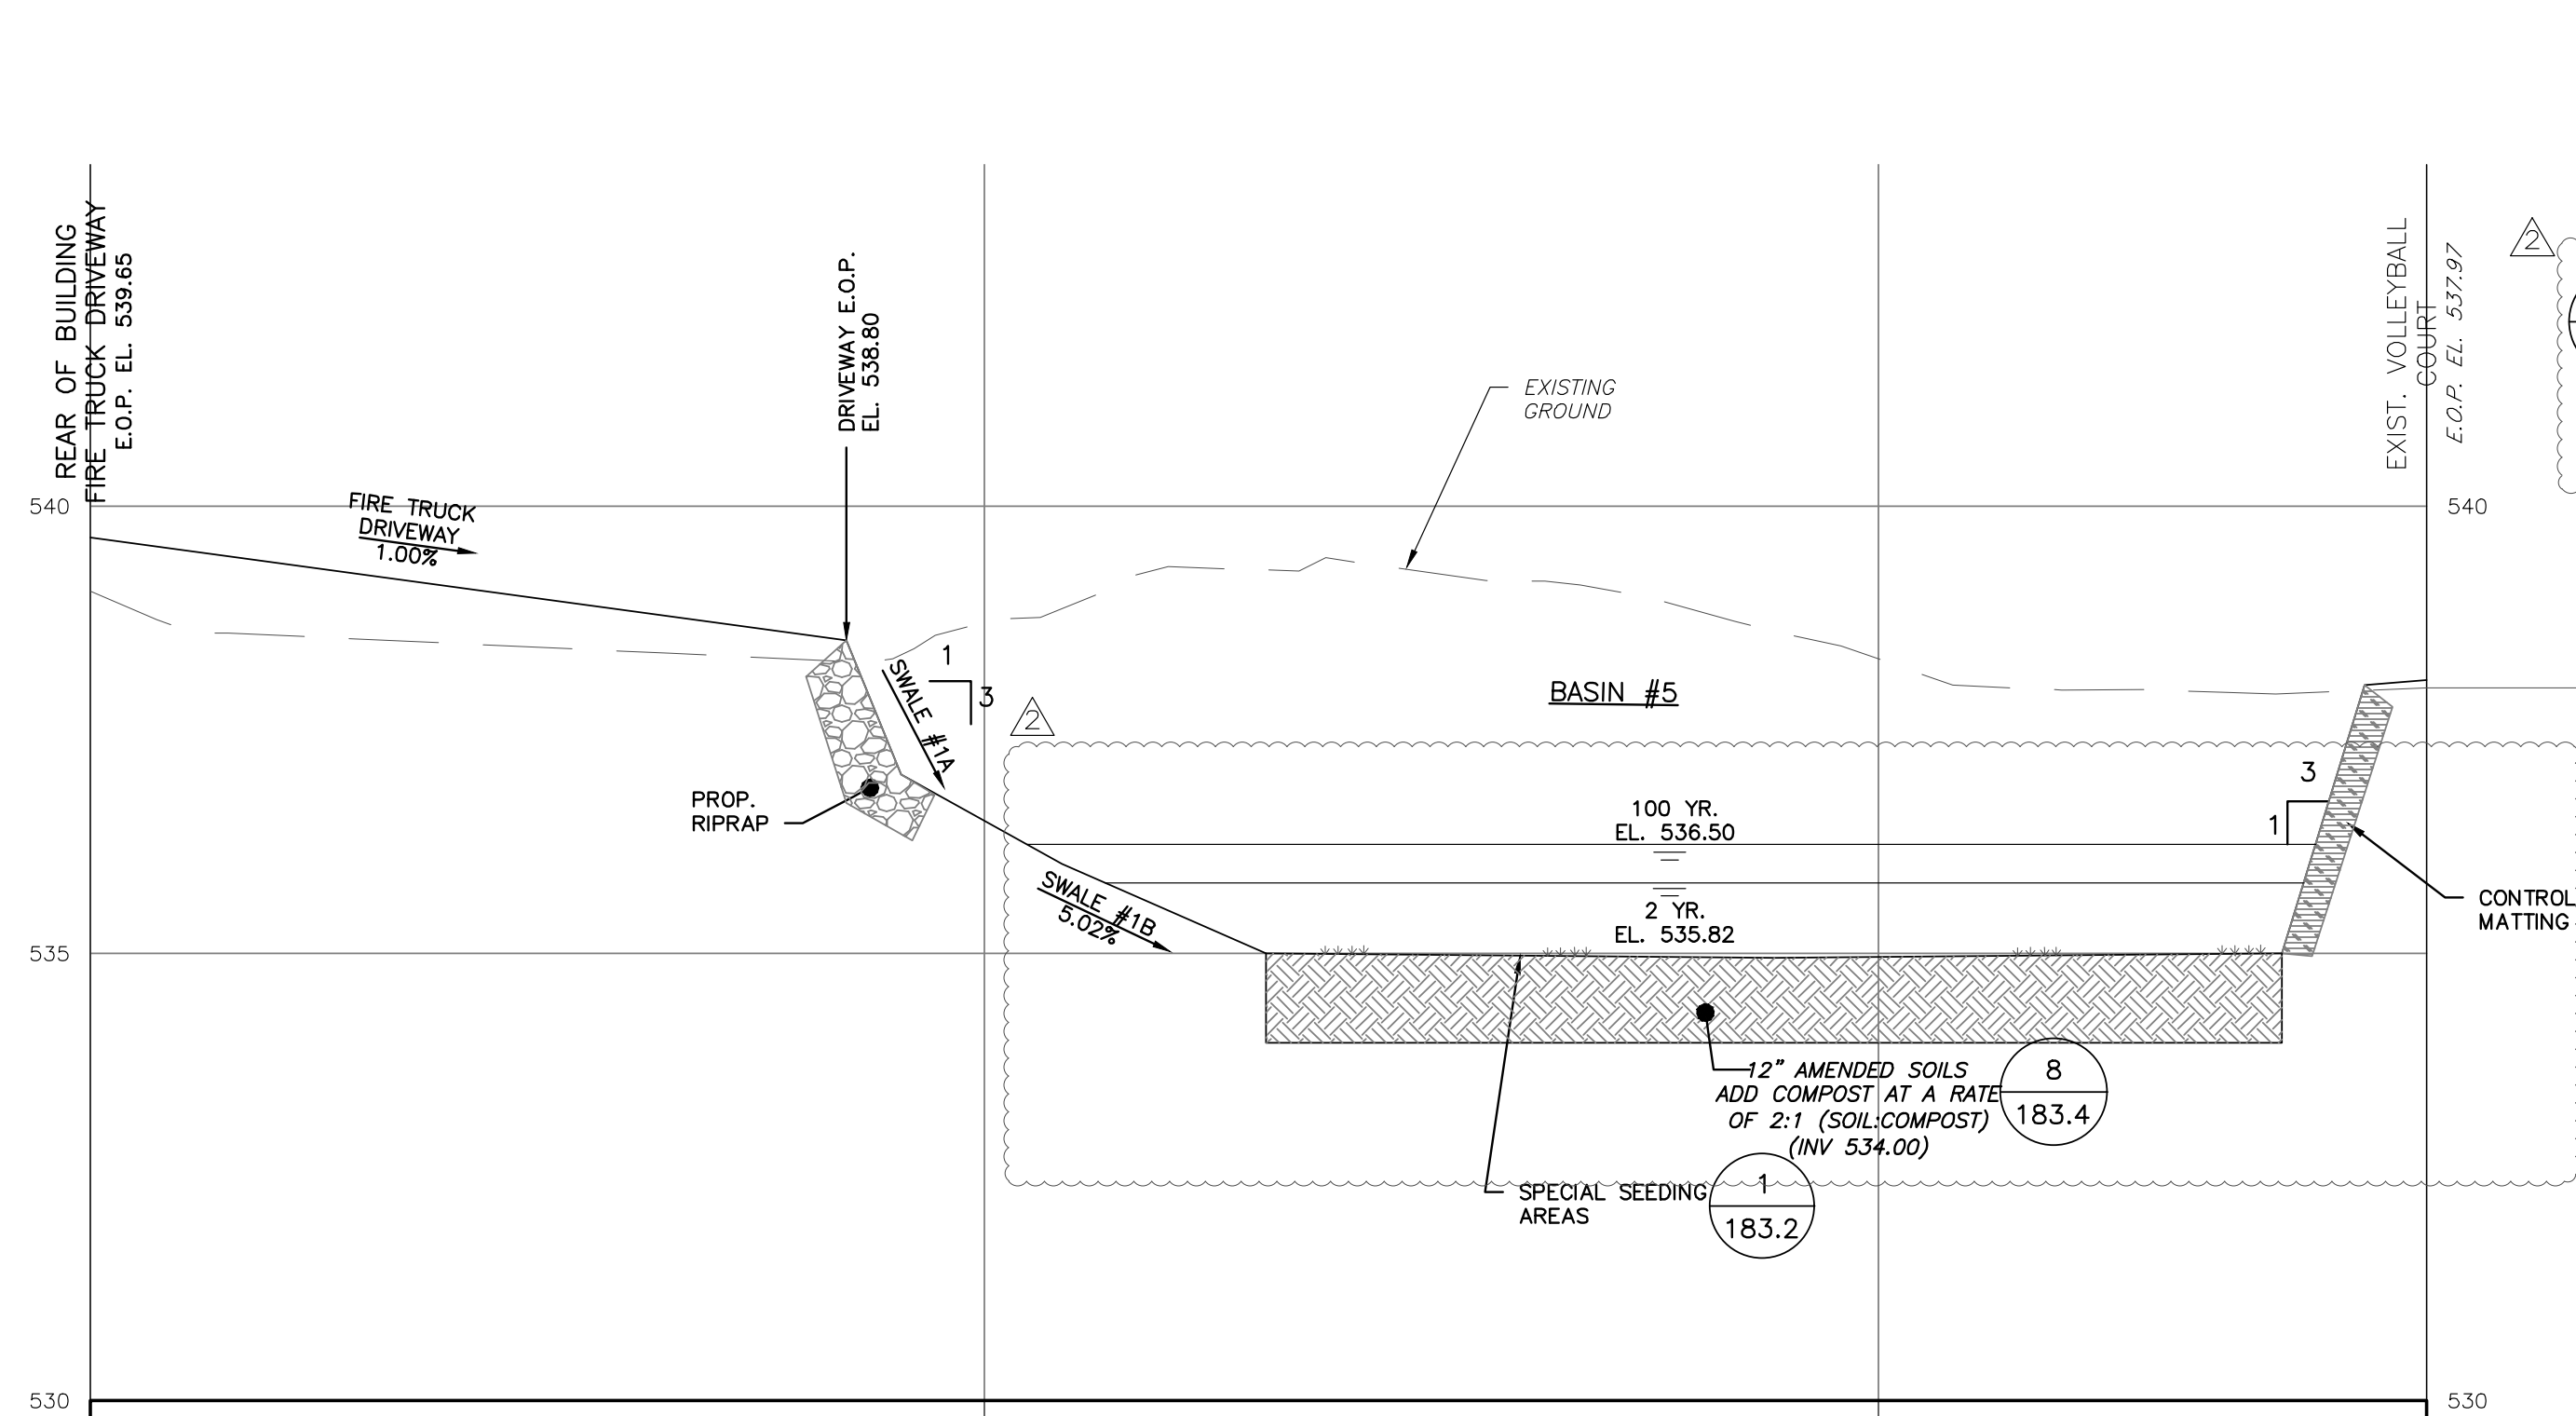 REAR OF BUILDING
FIRE TRUCK DRIVEWAY
E.O.P. EL. 539.65
DRIVEWAY E.O.P.
EL. 538.80
EXISTING
GROUND
EXIST. VOLLEYBALL
COURT
E.O.P. EL. 537.97
2
540
540
FIRE TRUCK
DRIVEWAY
1.00%
SWALE #1A
1
3
2
BASIN #5
PROP.
RIPRAP
100 YR.
EL. 536.50
3
1
SWALE #1B
5.02%
2 YR.
EL. 535.82
CONTROL
MATTING
535
12" AMENDED SOILS
ADD COMPOST AT A RATE
OF 2:1 (SOIL:COMPOST)
(INV 534.00)
8
183.4
SPECIAL SEEDING
AREAS
1
183.2
530
530